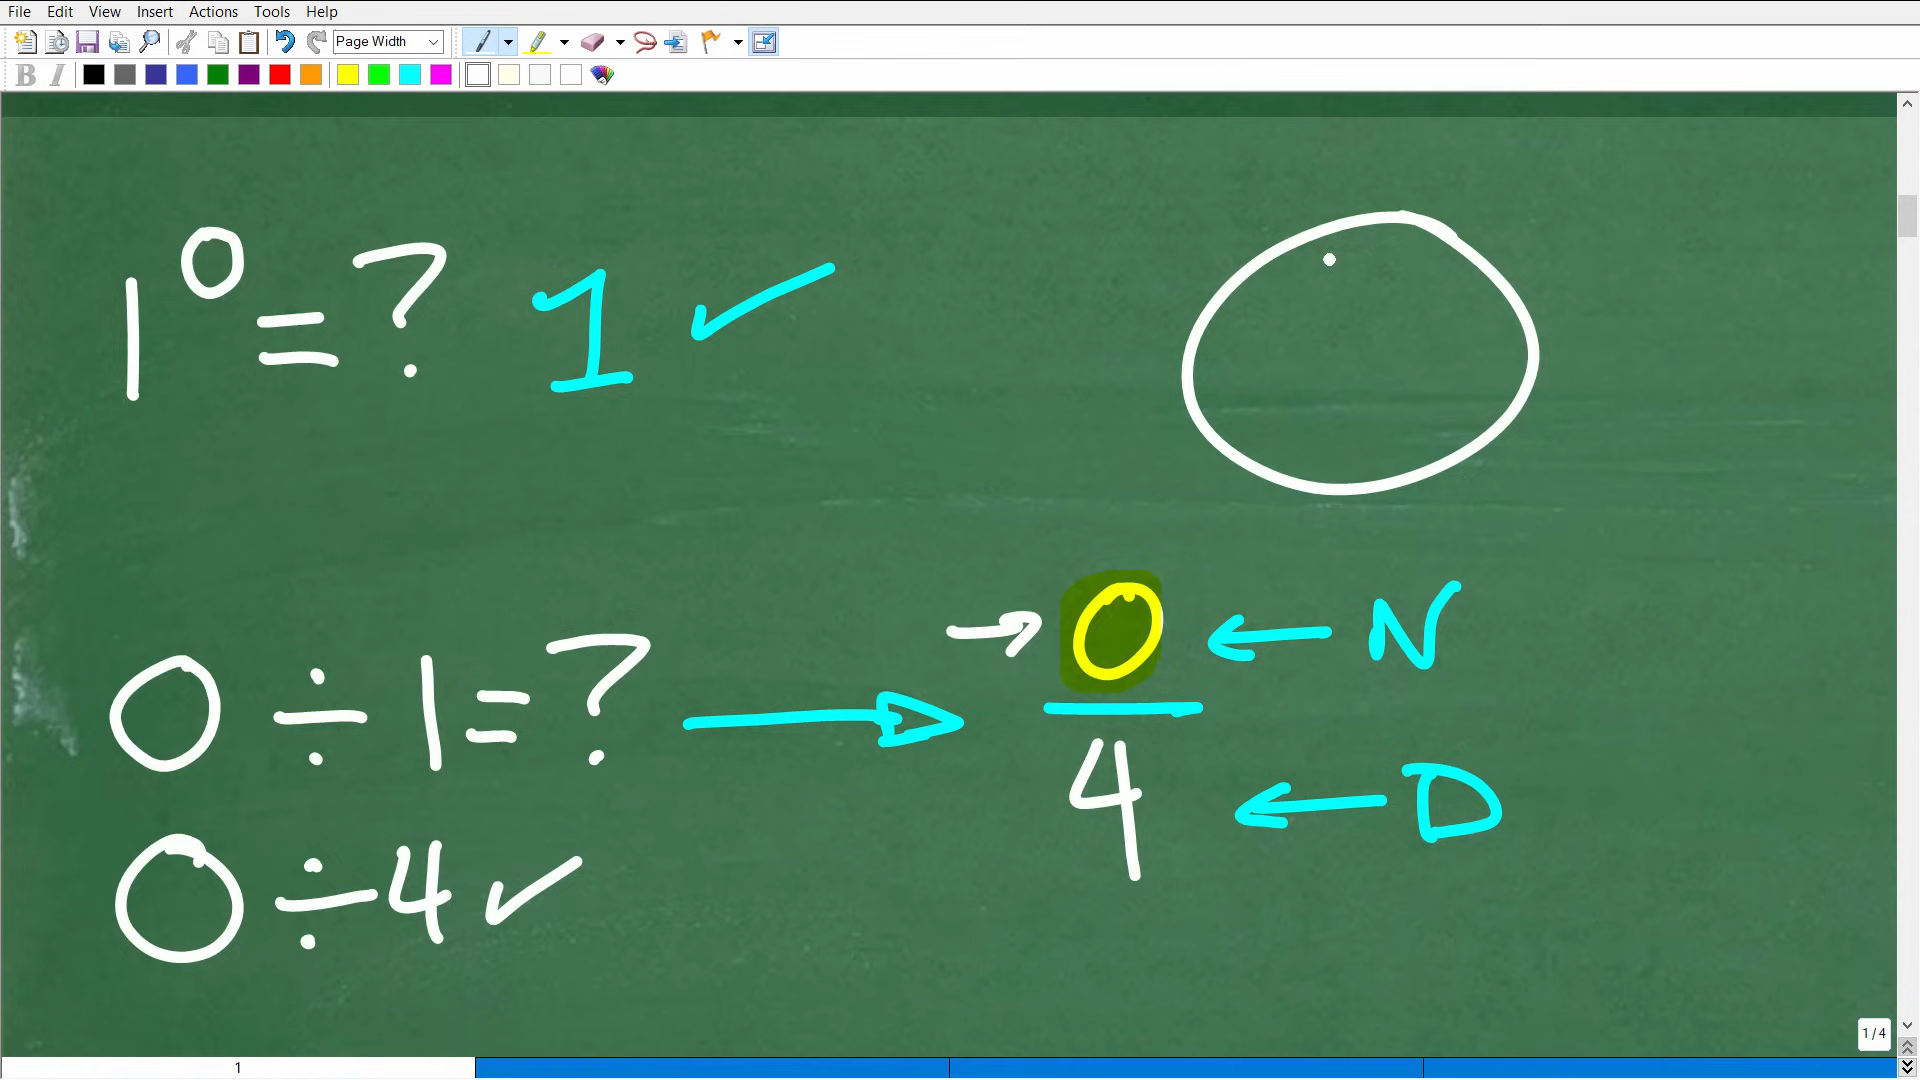 File Edit View Insert Actions Tools Help
Page Width
B I
1⁰ = ? 1 ✓
0 ÷ 1 = ?
0 ÷ 4 ✓
→ 0 ← N
4 ← D
1 / 4
1